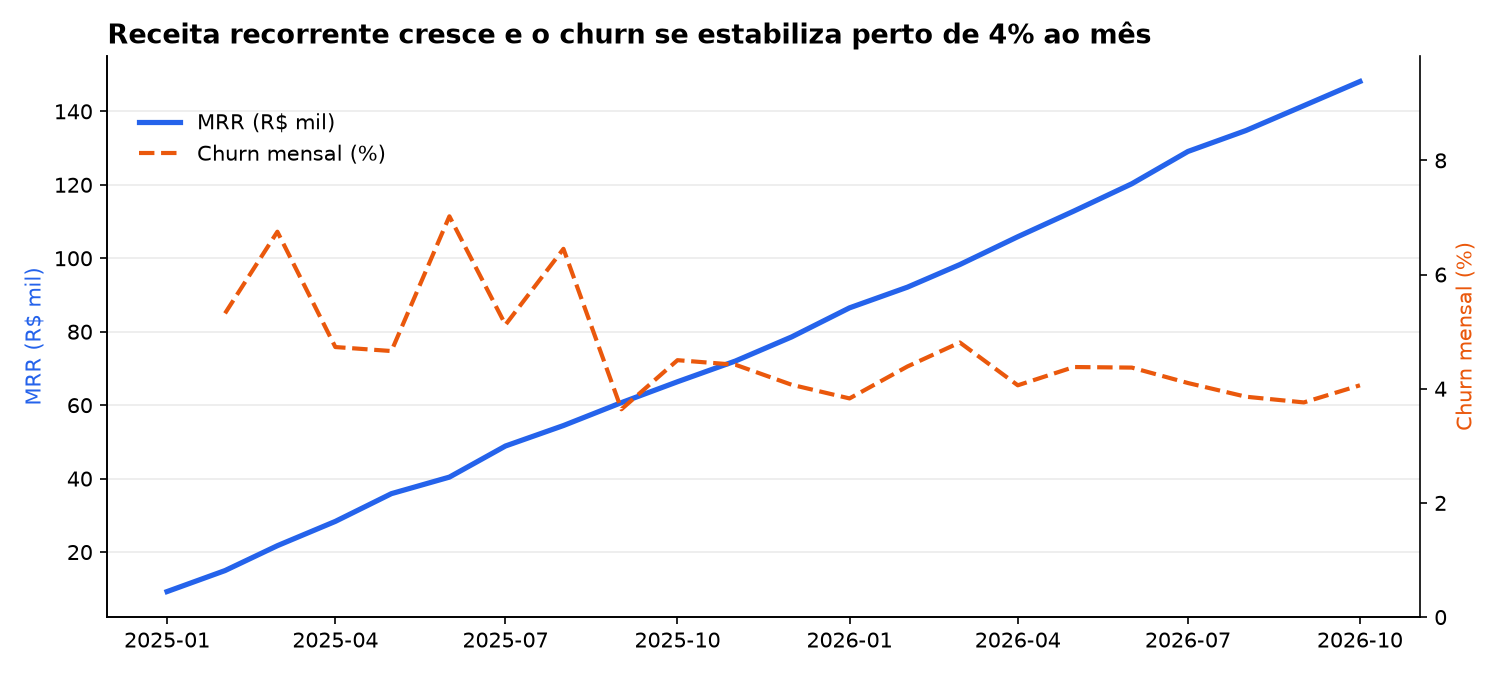 Receita recorrente cresce e o churn se estabiliza perto de 4% ao mês
MRR (R$ mil)
Churn mensal (%)
MRR (R$ mil)
140
120
100
80
60
40
20
8
6
4
2
0
Churn mensal (%)
2025-01 2025-04 2025-07 2025-10 2026-01 2026-04 2026-07 2026-10